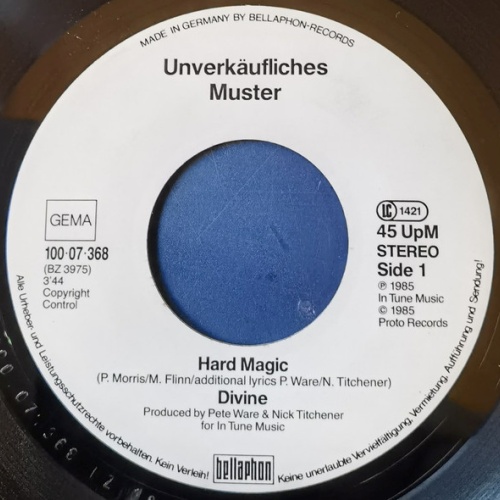 MADE IN GERMANY BY BELLAPHON-RECORDS
Unverkäufliches
Muster
GEMA
100·07·368
(BZ 3975)
3'44
Copyright
Control
LC 1421
45 UpM
STEREO
Side 1
℗ 1985
In Tune Music
© 1985
Proto Records
Hard Magic
(P. Morris/M. Flinn/additional lyrics P. Ware/N. Titchener)
Divine
Produced by Pete Ware & Nick Titchener
for In Tune Music
Alle Urheber- und Leistungsschutzrechte vorbehalten. Kein Verleih!
bellaphon
Keine unerlaubte Vervielfältigung, Vermietung, Aufführung und Sendung!